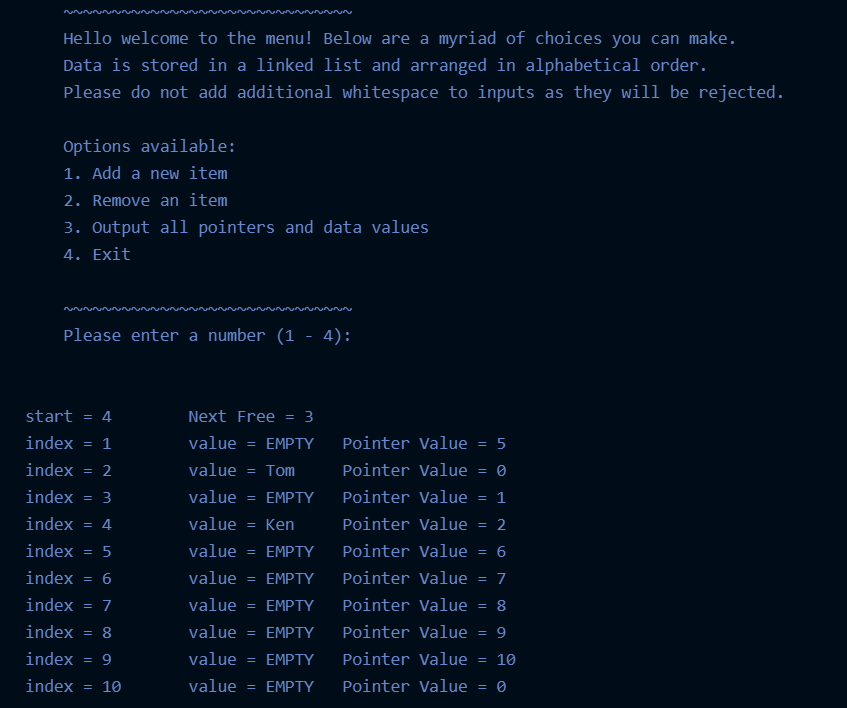 ~~~~~~~~~~~~~~~~~~~~~~~~~~~~~~
Hello welcome to the menu! Below are a myriad of choices you can make.
Data is stored in a linked list and arranged in alphabetical order.
Please do not add additional whitespace to inputs as they will be rejected.
Options available:
1. Add a new item
2. Remove an item
3. Output all pointers and data values
4. Exit
~~~~~~~~~~~~~~~~~~~~~~~~~~~~~~
Please enter a number (1 - 4):
start = 4 Next Free = 3
index = 1 value = EMPTY Pointer Value = 5
index = 2 value = Tom Pointer Value = 0
index = 3 value = EMPTY Pointer Value = 1
index = 4 value = Ken Pointer Value = 2
index = 5 value = EMPTY Pointer Value = 6
index = 6 value = EMPTY Pointer Value = 7
index = 7 value = EMPTY Pointer Value = 8
index = 8 value = EMPTY Pointer Value = 9
index = 9 value = EMPTY Pointer Value = 10
index = 10 value = EMPTY Pointer Value = 0